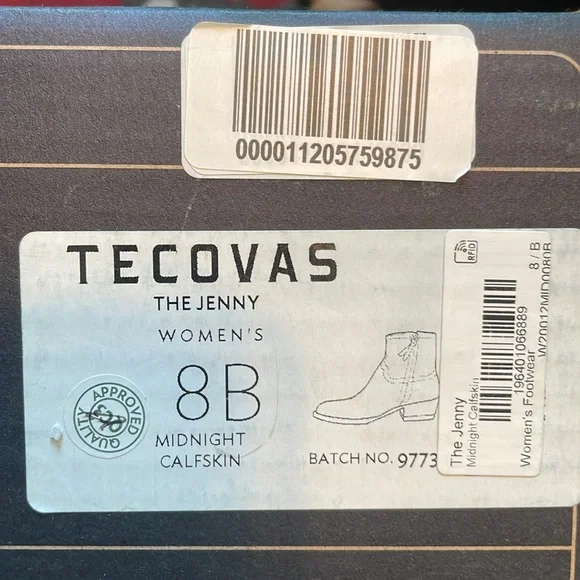 000011205759875
TECOVAS
THE JENNY
WOMEN'S
8B
MIDNIGHT
CALFSKIN
APPROVED
QUALITY
BATCH NO. 9773
RFID
The Jenny
Midnight Calfskin
196401066889
Women's Footwear
8 / B
W20012MID0080B